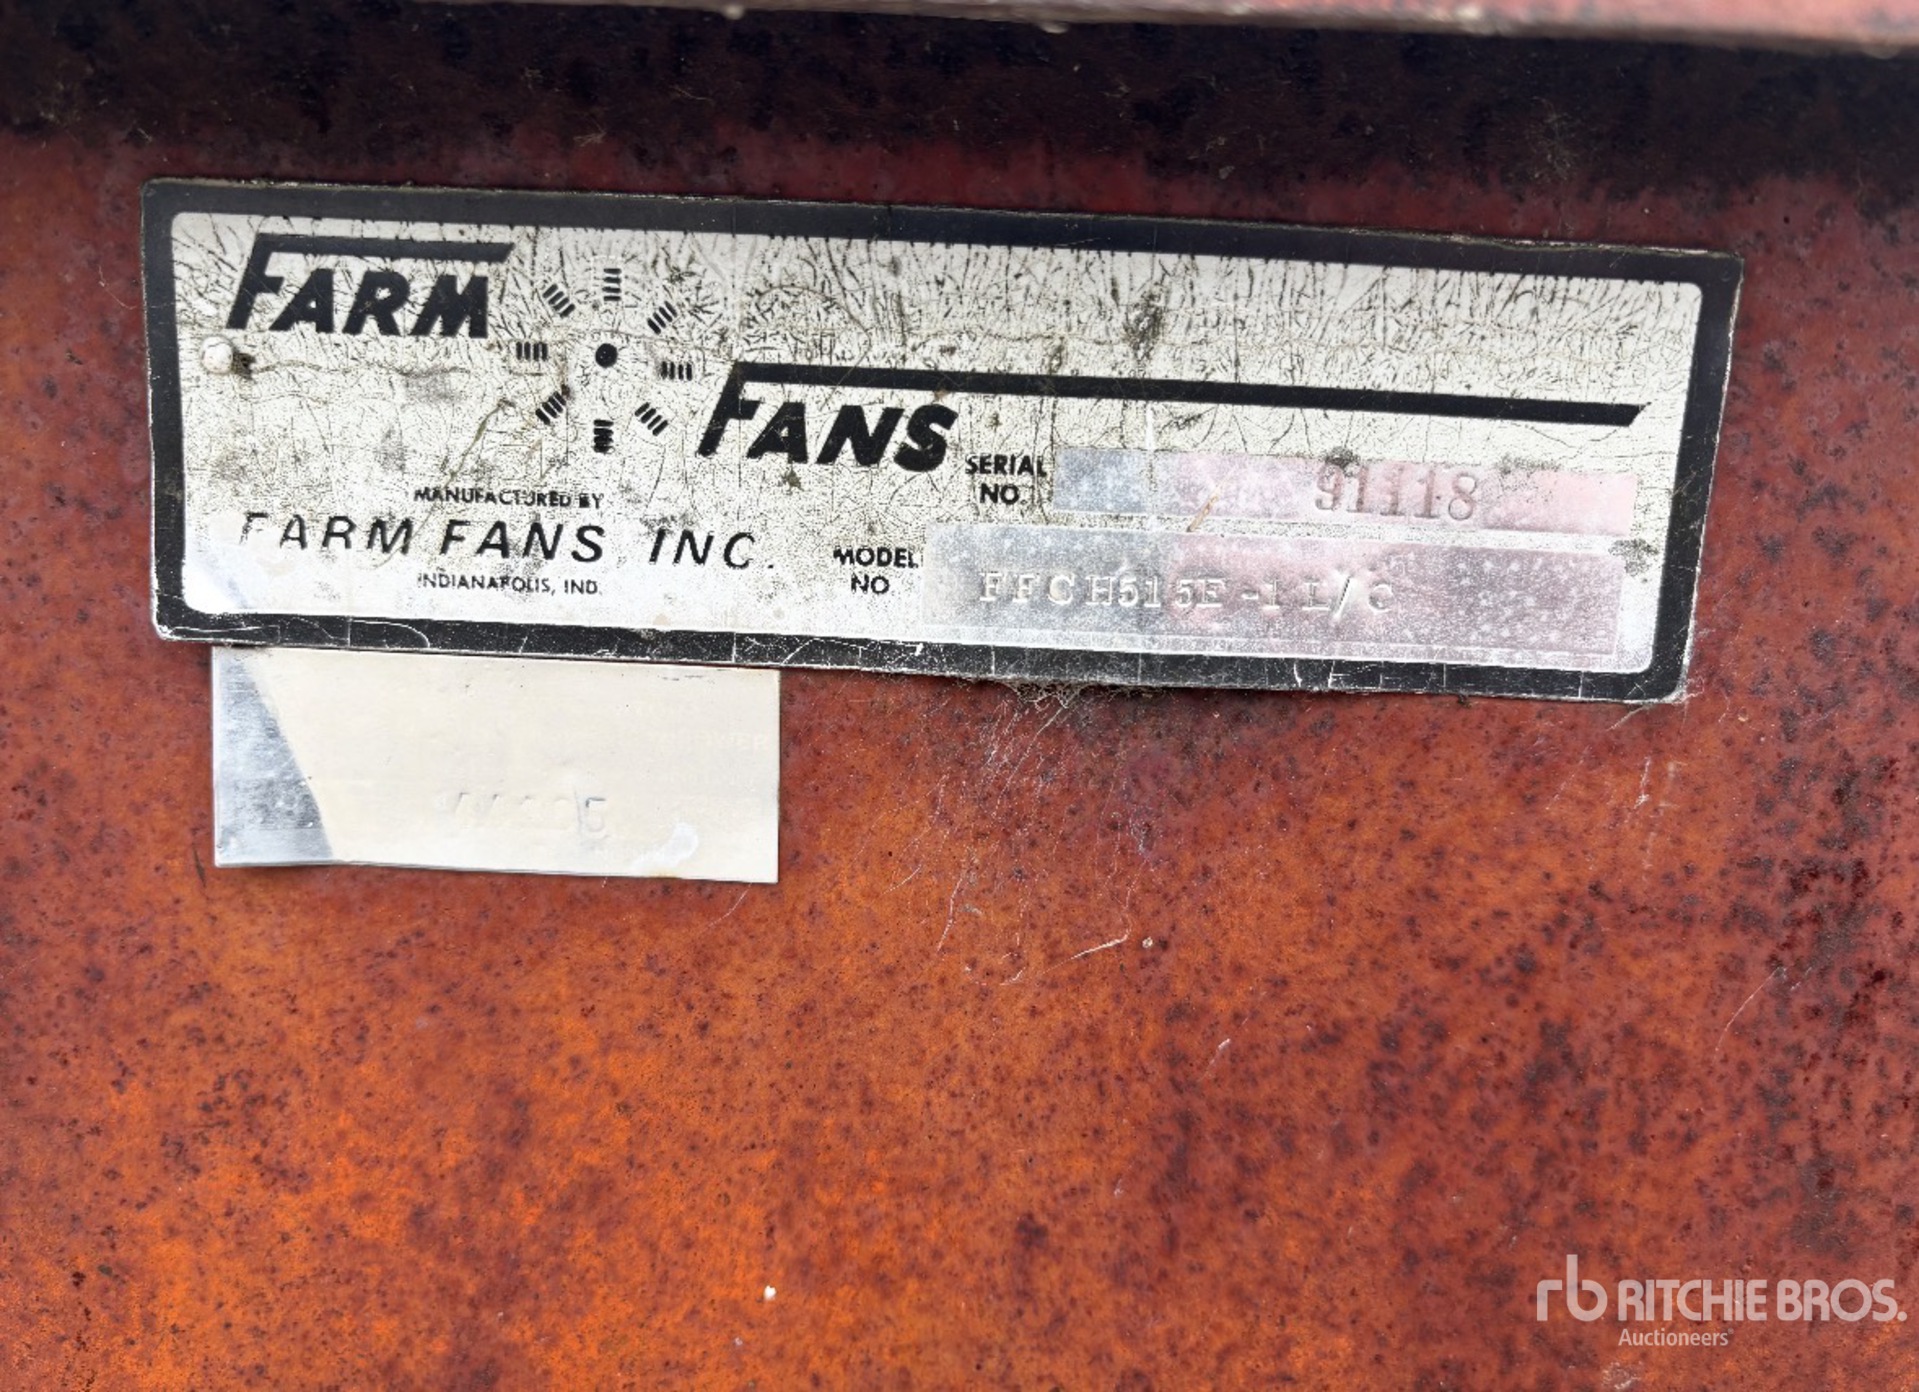 FARM
FANS
SERIAL NO. 91118
MANUFACTURED BY
FARM FANS INC.
INDIANAPOLIS, IND.
MODEL NO FFCH515E-1L/C
rb RITCHIE BROS.
Auctioneers